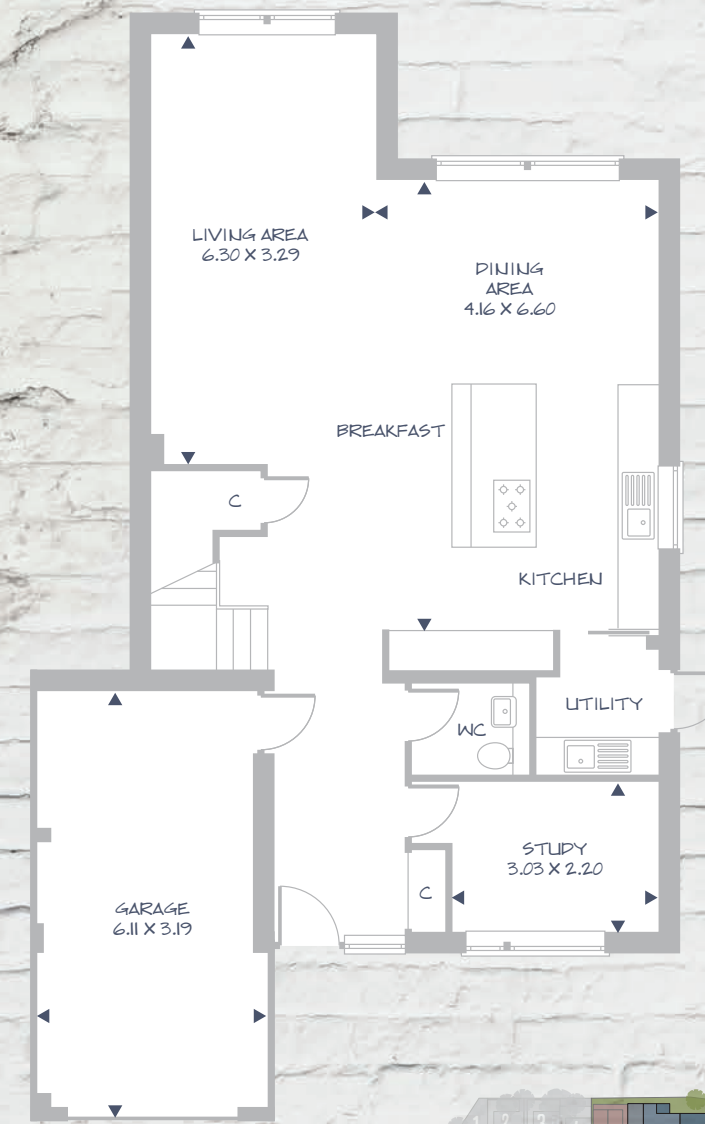 LIVING AREA
6.30 X 3.29
DINING
AREA
4.16 X 6.60
BREAKFAST
C
KITCHEN
UTILITY
WC
STUDY
3.03 X 2.20
C
GARAGE
6.11 X 3.19